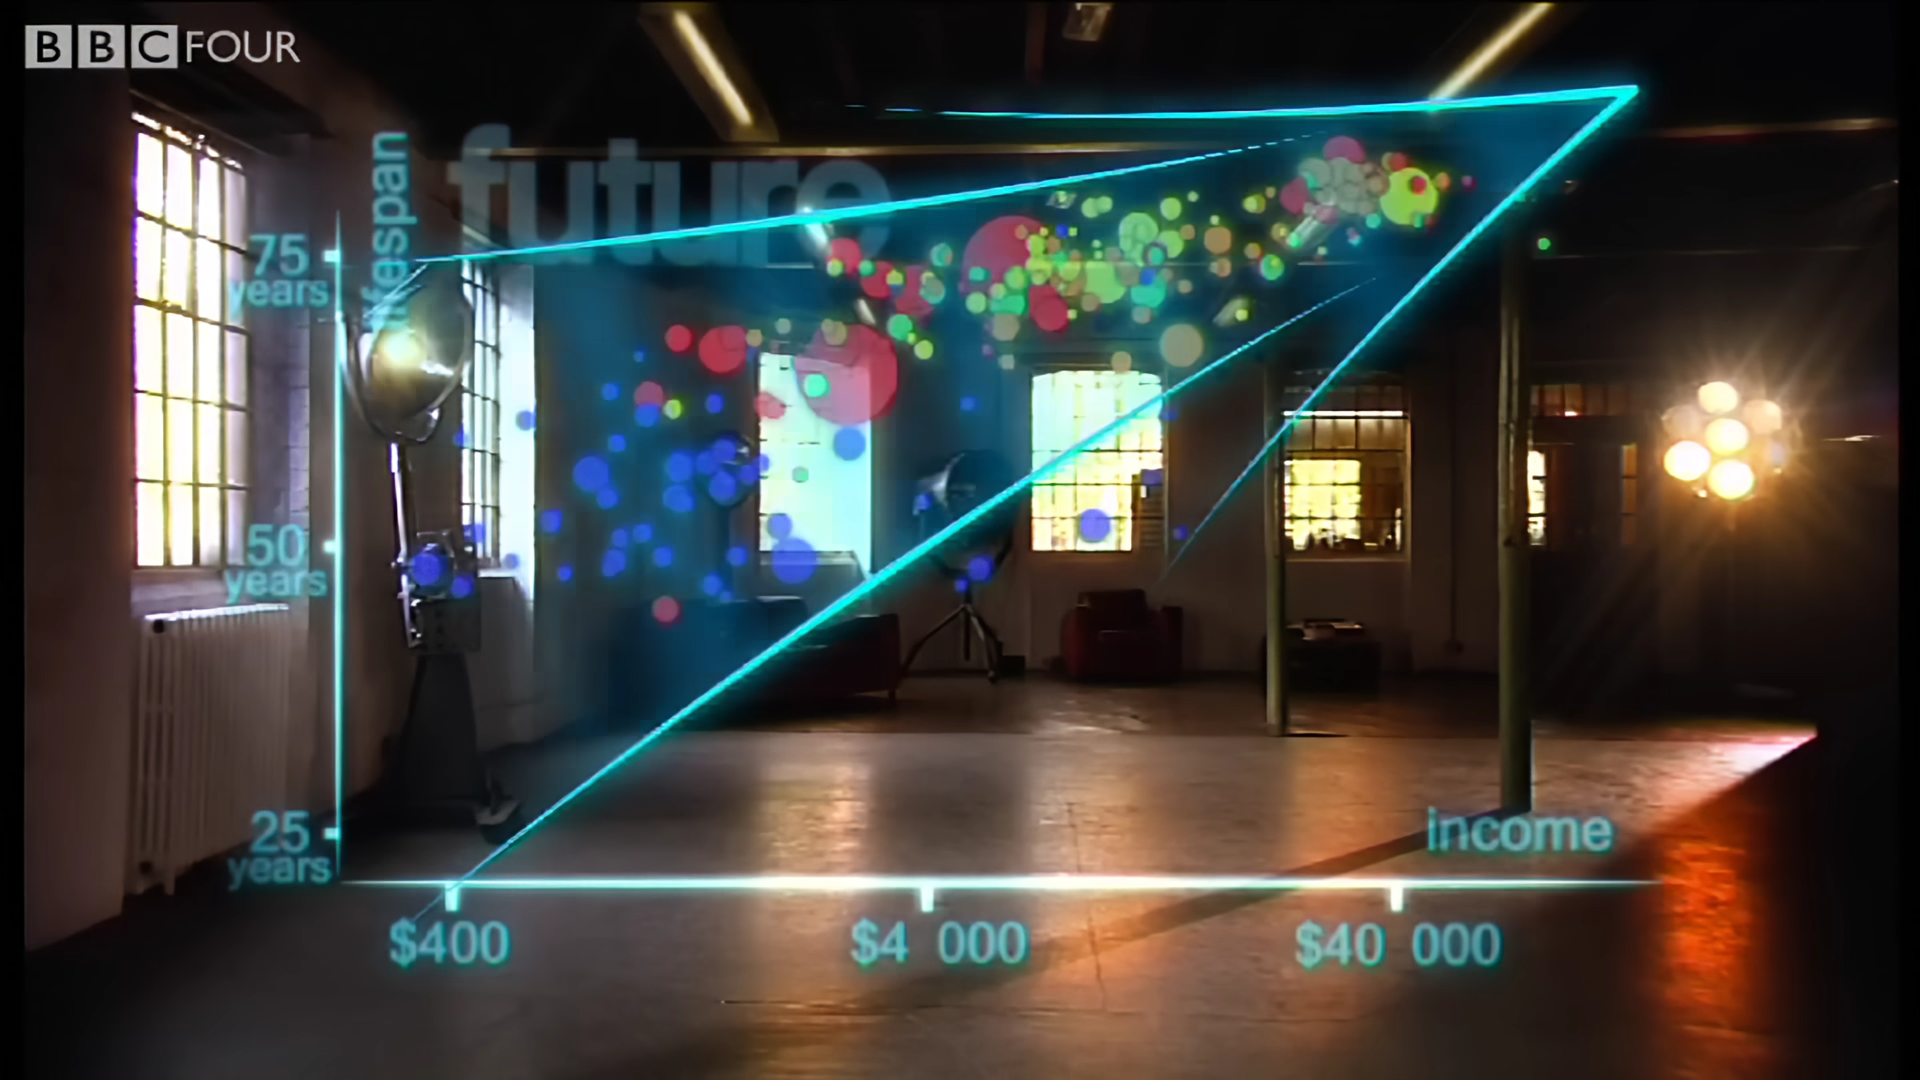 BBC FOUR
future
lifespan
75
years
50
years
25
years
income
$400
$4 000
$40 000